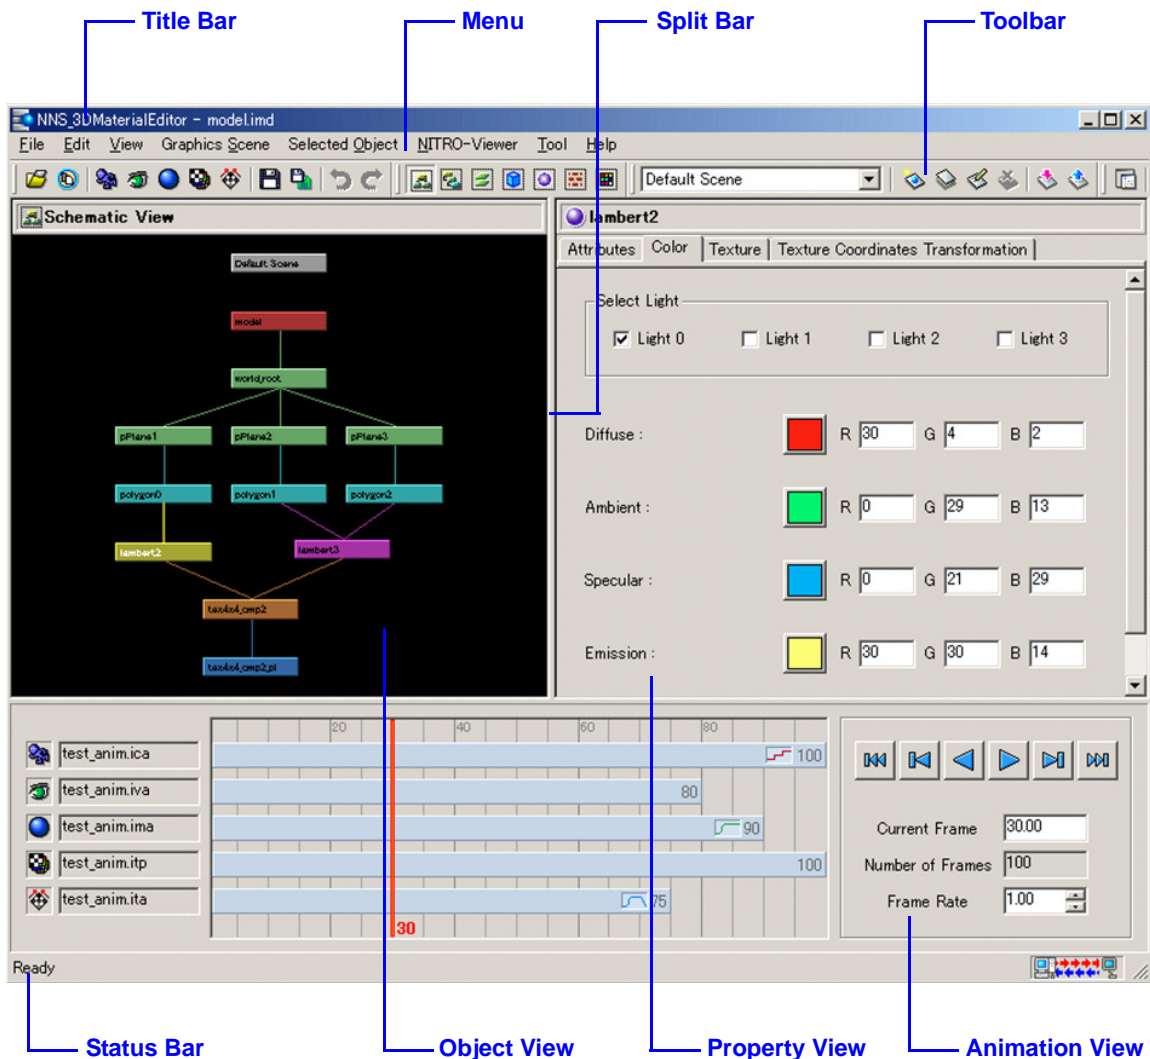 Title Bar Menu Split Bar Toolbar
NNS_3DMaterialEditor - model.imd
File Edit View Graphics Scene Selected Object NITRO-Viewer Tool Help
Default Scene
Schematic View
lambert2
Attributes Color Texture Texture Coordinates Transformation
Default Scene
model
world_root
pPlane1 pPlane2 pPlane3
polygon0 polygon1 polygon2
lambert2 lambert3
tex4x4_cmp2
tex4x4_cmp2_pl
Select Light
Light 0 Light 1 Light 2 Light 3
Diffuse : R 30 G 4 B 2
Ambient : R 0 G 29 B 13
Specular : R 0 G 21 B 29
Emission : R 30 G 30 B 14
20 40 60 80
test_anim.ica 100
test_anim.iva 80
test_anim.ima 90
test_anim.itp 100
test_anim.ita 75
30
Current Frame 30.00
Number of Frames 100
Frame Rate 1.00
Ready
Status Bar Object View Property View Animation View